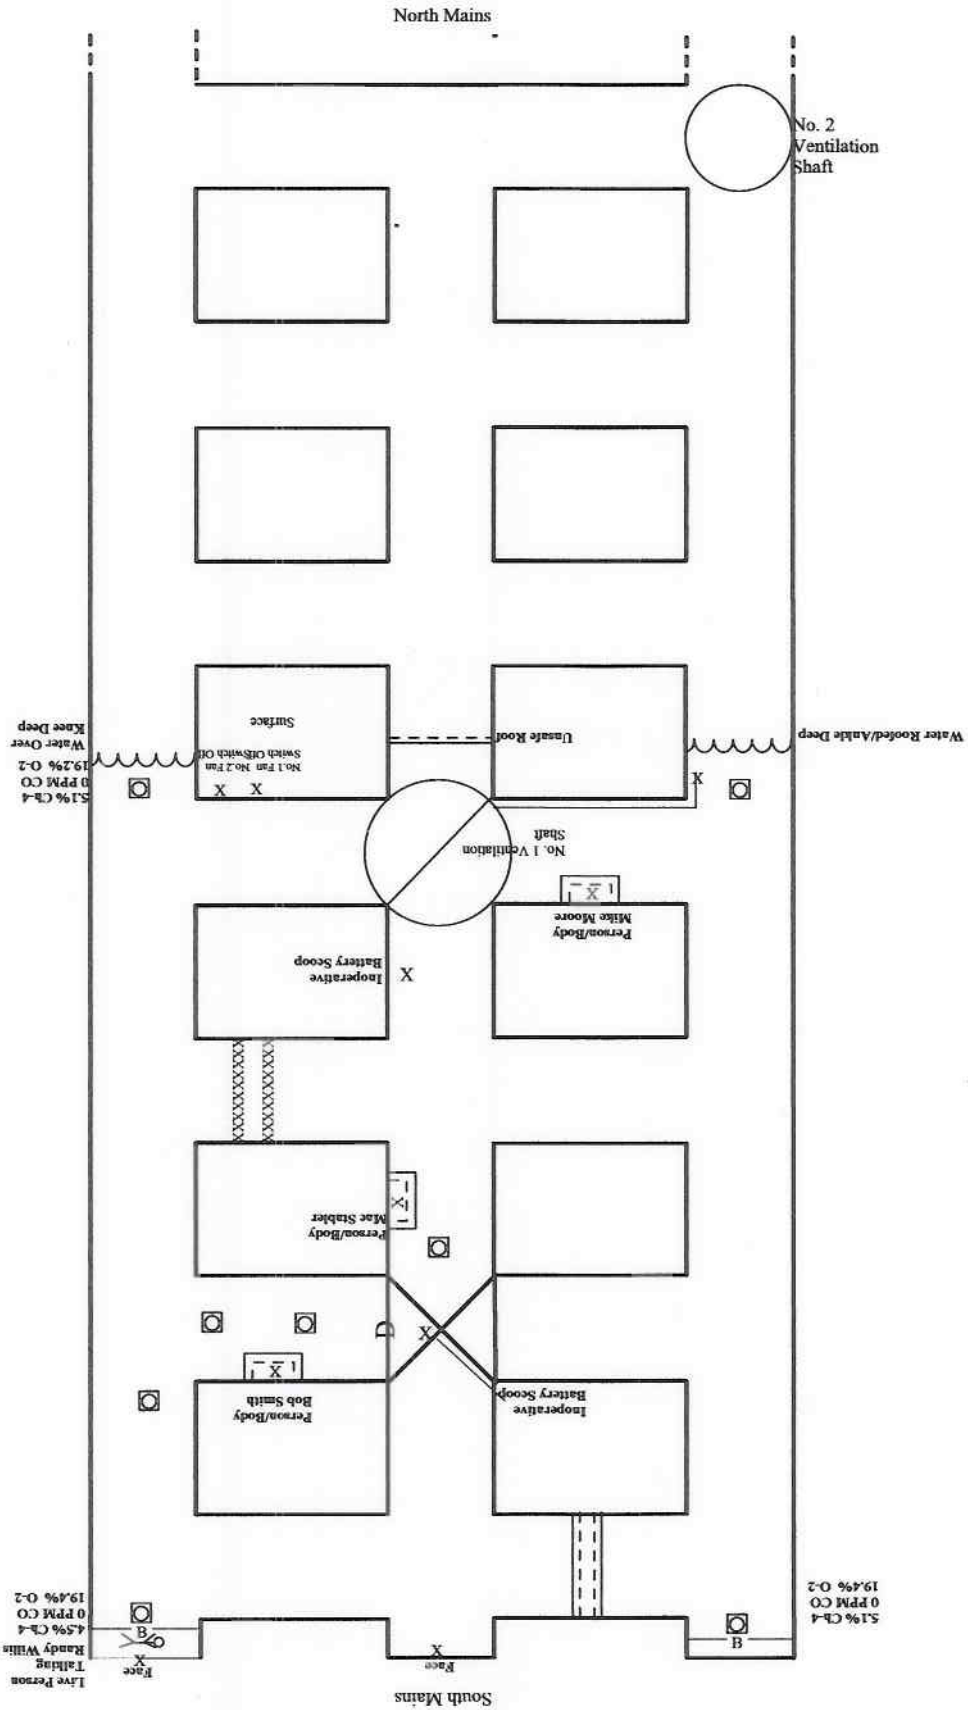 North Mains
No. 2
Ventilation
Shaft
Water Over
Knee Deep
5.1% Ch-4
0 PPM CO
19.2% O-2
Surface
No.1 Fan No.2 Fan
Switch Off Switch Off
X X
Unsafe Roof
Water Roofed/Ankle Deep
X
No. 1 Ventilation
Shaft
X
Person/Body
Mike Moore
Inoperative
Battery Scoop
X
XXXXXXXXXX
XXXXXXXXXX
X
Person/Body
Mac Stabler
D
X
X
Person/Body
Bob Smith
Inoperative
Battery Scoop
Live Person
Talking
Randy Willis
4.5% Ch-4
0 PPM CO
19.4% O-2
B
X
Face
X
Face
B
5.1% Ch-4
0 PPM CO
19.4% O-2
South Mains